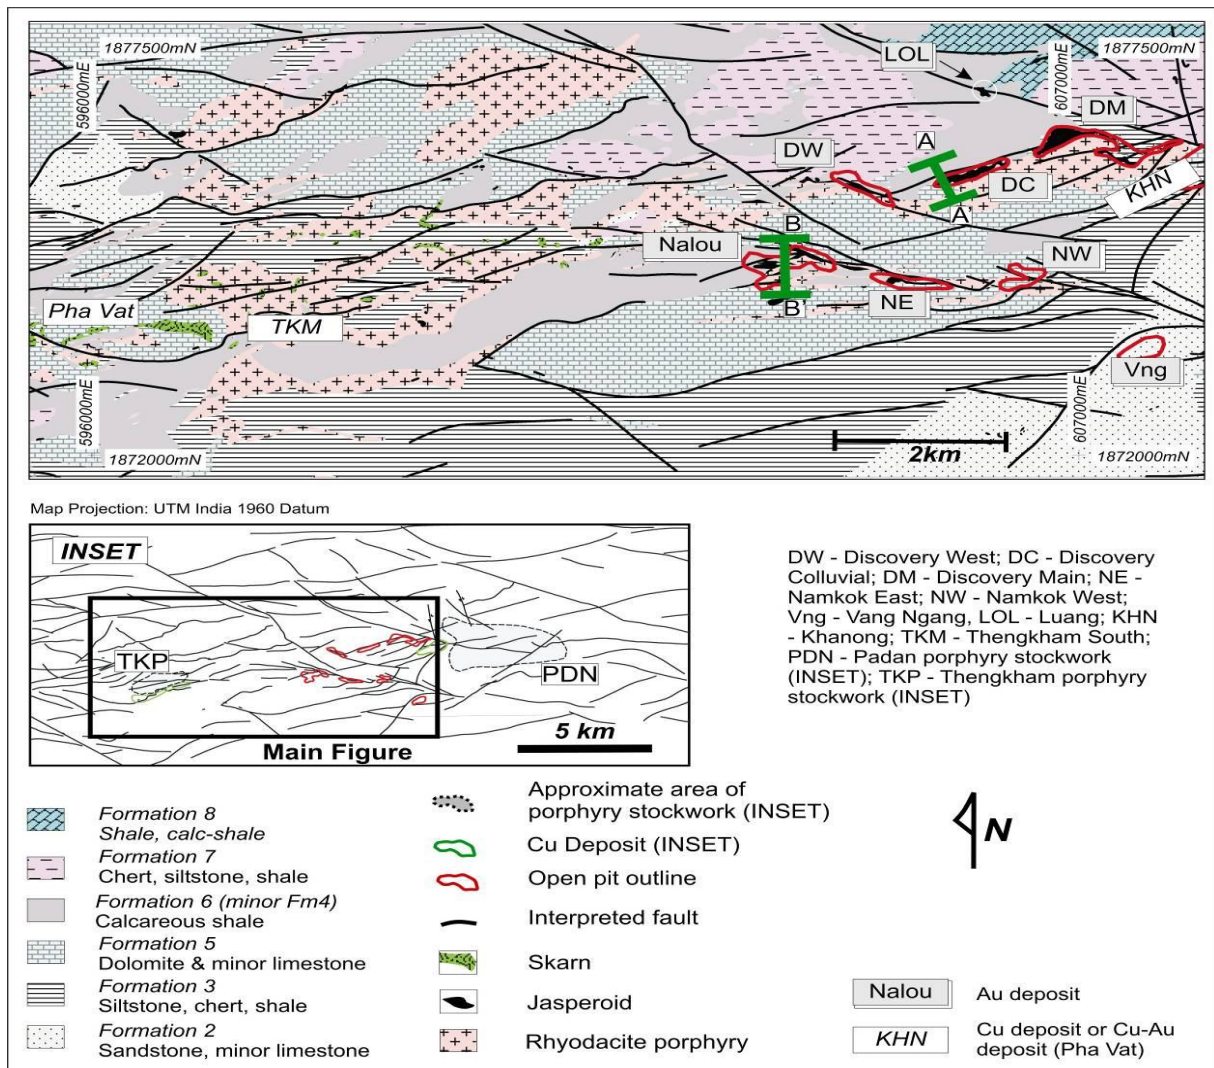 1877500mN
596000mE
LOL
607000mE
1877500mN
DM
DW
A
DC
A'
KHN
B
Nalou
NW
Pha Vat
TKM
B'
NE
Vng
596000mE
607000mE
1872000mN
2km
1872000mN
Map Projection: UTM India 1960 Datum
INSET
TKP
PDN
Main Figure
5 km
DW - Discovery West; DC - Discovery
Colluvial; DM - Discovery Main; NE -
Namkok East; NW - Namkok West;
Vng - Vang Ngang, LOL - Luang; KHN
- Khanong; TKM - Thengkham South;
PDN - Padan porphyry stockwork
(INSET); TKP - Thengkham porphyry
stockwork (INSET)
Formation 8
Shale, calc-shale
Formation 7
Chert, siltstone, shale
Formation 6 (minor Fm4)
Calcareous shale
Formation 5
Dolomite & minor limestone
Formation 3
Siltstone, chert, shale
Formation 2
Sandstone, minor limestone
Approximate area of
porphyry stockwork (INSET)
Cu Deposit (INSET)
Open pit outline
Interpreted fault
Skarn
Jasperoid
Rhyodacite porphyry
N
Nalou
Au deposit
KHN
Cu deposit or Cu-Au
deposit (Pha Vat)